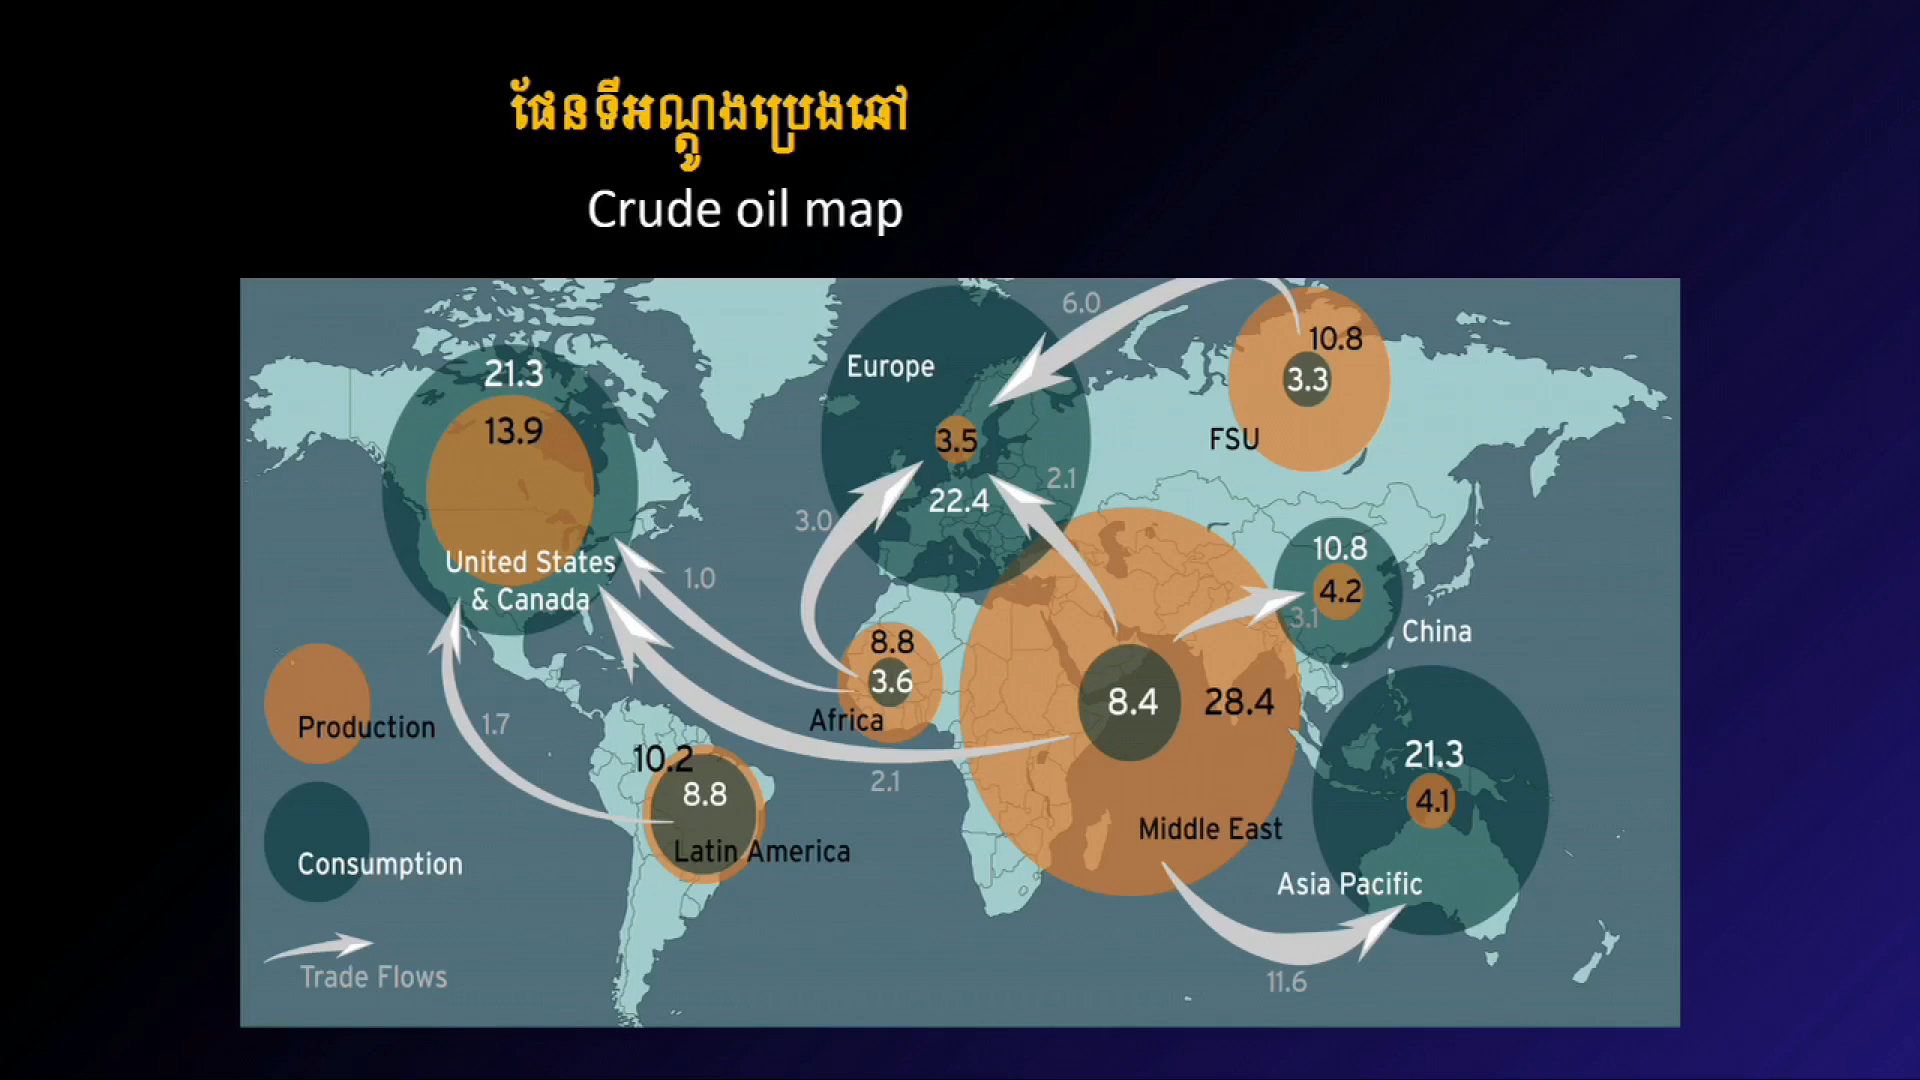 ផែនទីអណ្តូងប្រេងឆៅ
Crude oil map
6.0
10.8
3.3
FSU
Europe
3.5
22.4
2.1
3.0
21.3
13.9
United States
& Canada
1.0
10.8
4.2
3.1
China
8.8
3.6
Africa
8.4
28.4
Middle East
1.7
2.1
10.2
8.8
Latin America
21.3
4.1
Asia Pacific
11.6
Production
Consumption
Trade Flows